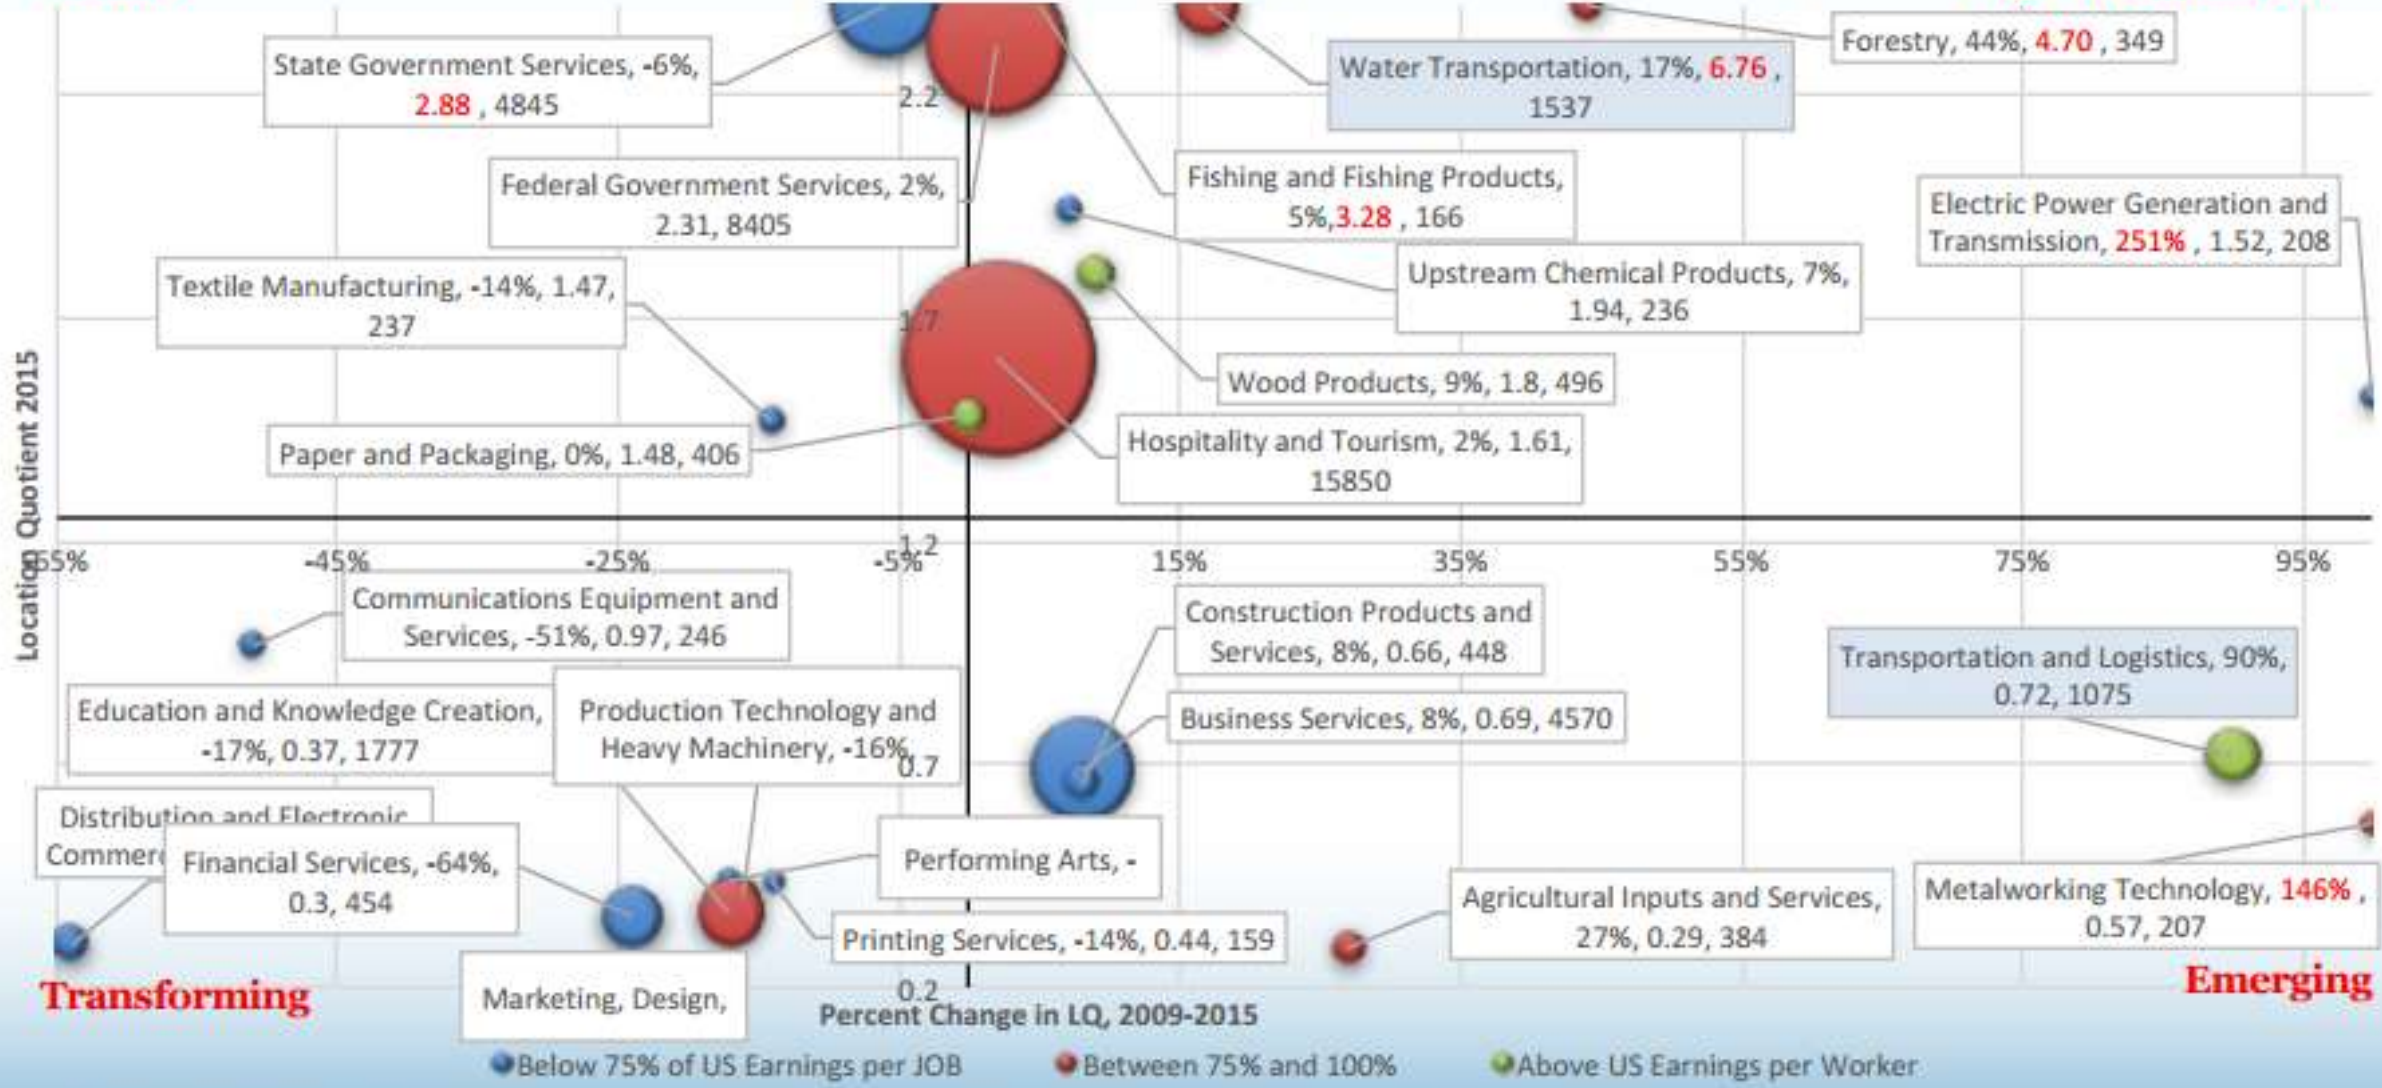 State Government Services, -6%,
2.88 , 4845
Water Transportation, 17%, 6.76 ,
1537
Forestry, 44%, 4.70 , 349
2.2
Federal Government Services, 2%,
2.31, 8405
Fishing and Fishing Products,
5%,3.28 , 166
Electric Power Generation and
Transmission, 251% , 1.52, 208
Textile Manufacturing, -14%, 1.47,
237
Upstream Chemical Products, 7%,
1.94, 236
1.7
Wood Products, 9%, 1.8, 496
Paper and Packaging, 0%, 1.48, 406
Hospitality and Tourism, 2%, 1.61,
15850
Location Quotient 2015
1.2
-65%
-45%
-25%
-5%
15%
35%
55%
75%
95%
Communications Equipment and
Services, -51%, 0.97, 246
Construction Products and
Services, 8%, 0.66, 448
Transportation and Logistics, 90%,
0.72, 1075
Education and Knowledge Creation,
-17%, 0.37, 1777
Production Technology and
Heavy Machinery, -16%,
Business Services, 8%, 0.69, 4570
0.7
Distribution and Electronic
Financial Services, -64%,
0.3, 454
Performing Arts, -
Agricultural Inputs and Services,
27%, 0.29, 384
Metalworking Technology, 146% ,
0.57, 207
Printing Services, -14%, 0.44, 159
Transforming
Marketing, Design,
0.2
Emerging
Percent Change in LQ, 2009-2015
Below 75% of US Earnings per JOB
Between 75% and 100%
Above US Earnings per Worker